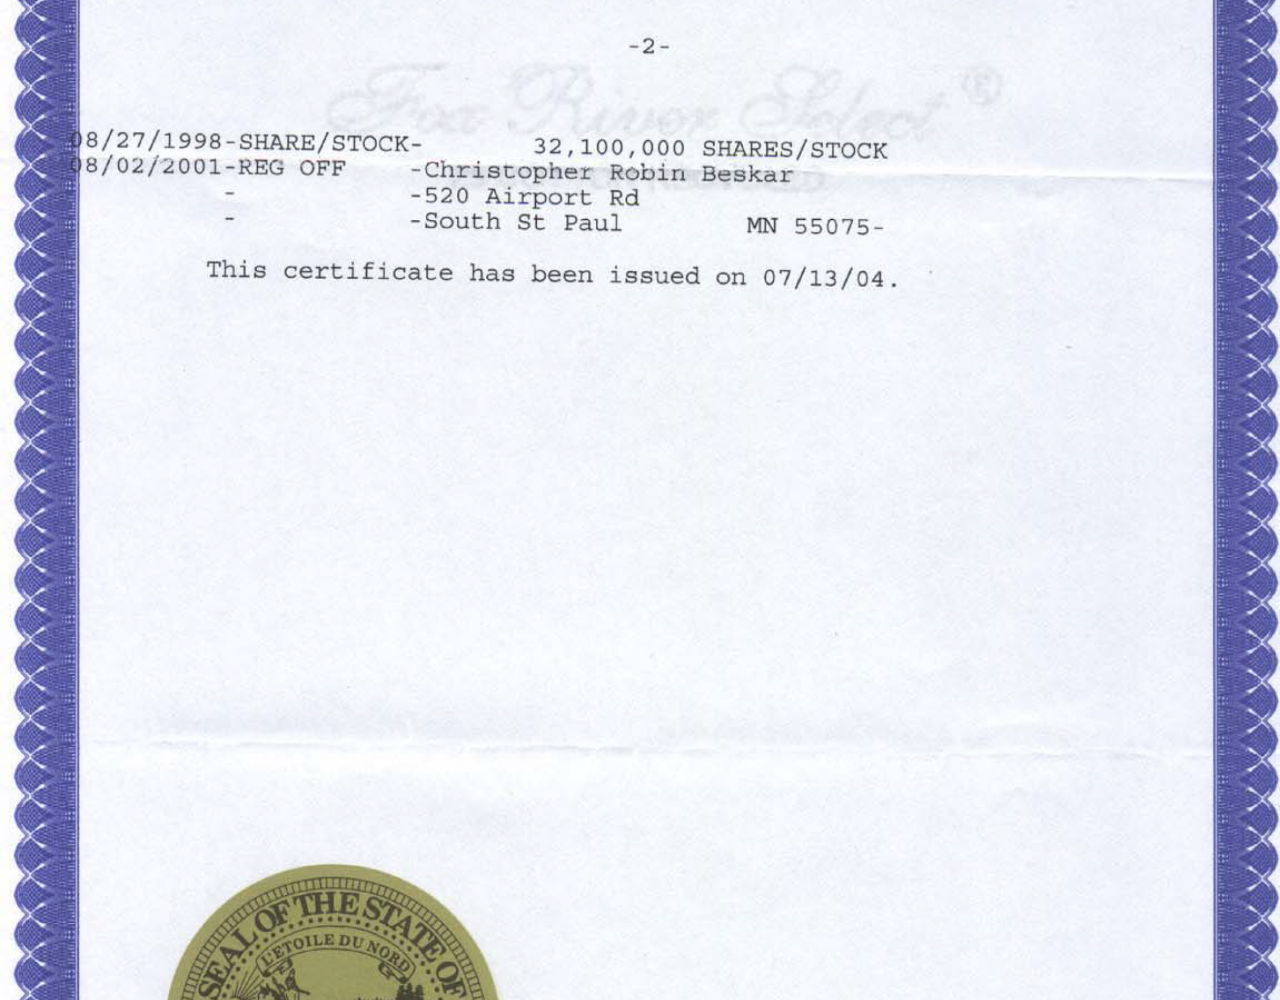 -2-
Fox River Select ®
08/27/1998-SHARE/STOCK- 32,100,000 SHARES/STOCK
08/02/2001-REG OFF -Christopher Robin Beskar
- -520 Airport Rd
- -South St Paul MN 55075-
This certificate has been issued on 07/13/04.
SEAL OF THE STATE OF
L'ETOILE DU NORD